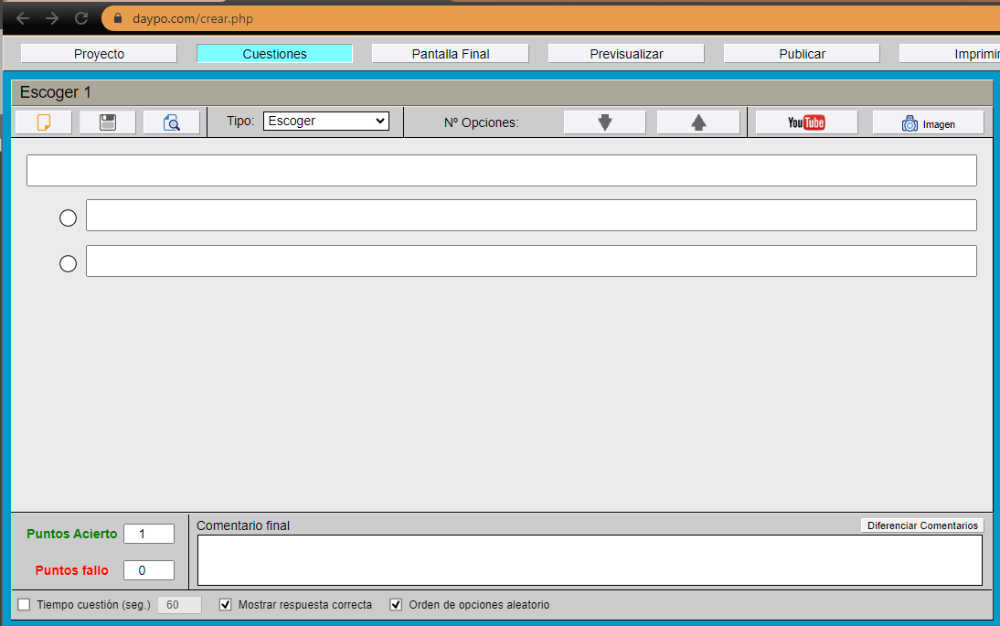 daypo.com/crear.php
Proyecto Cuestiones Pantalla Final Previsualizar Publicar Imprimir
Escoger 1
Tipo: Escoger Nº Opciones: YouTube Imagen
Puntos Acierto 1 Comentario final Diferenciar Comentarios
Puntos fallo 0
Tiempo cuestión (seg.) 60 Mostrar respuesta correcta Orden de opciones aleatorio